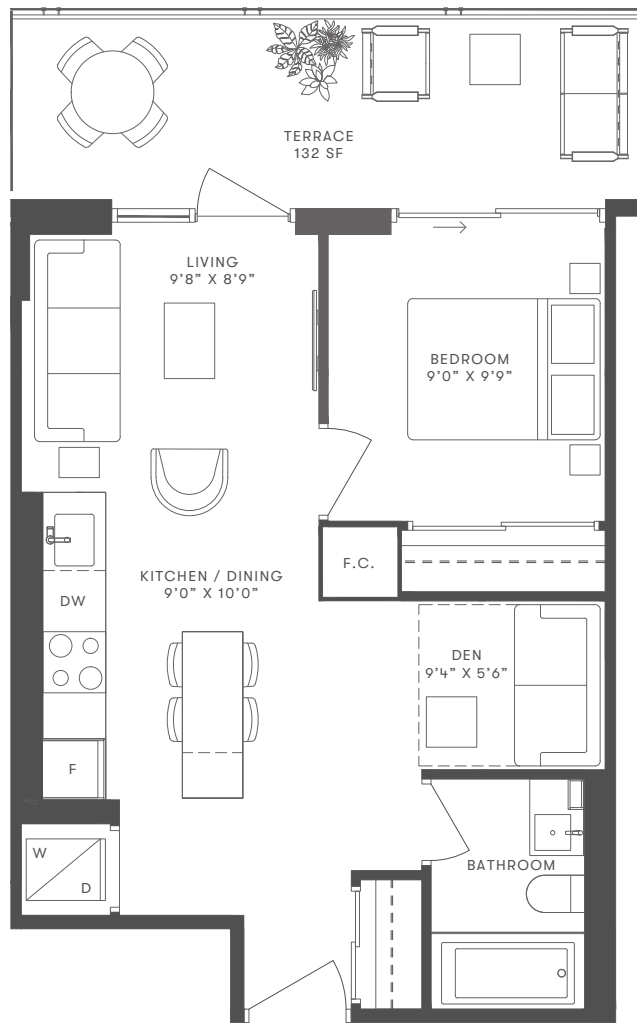 TERRACE
132 SF
LIVING
9’8” X 8’9”
BEDROOM
9’0” X 9’9”
F.C.
KITCHEN / DINING
9’0” X 10’0”
DW
DEN
9’4” X 5’6”
F
BATHROOM
W
D